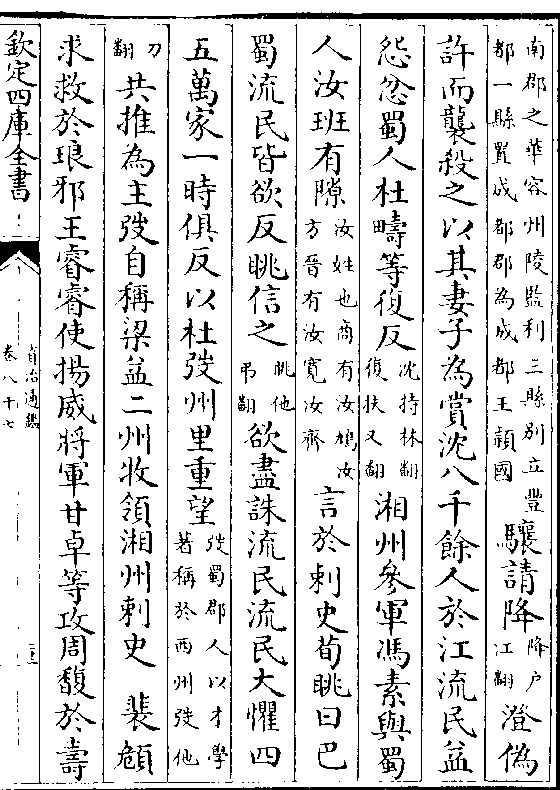 南郡之華容州陵監利三縣别立豐
都一縣置成都郡為成都王穎國
驤請降
降户
江翻
澄偽
許而襲殺之以其妻子為賞沈八千餘人於江流民益
怨忿蜀人杜疇等復反
沈持林翻
復扶又翻
湘州參軍馮素與蜀
人汝班有隙
汝姓也商有汝鳩汝
方晉有汝寛汝齊
言於刺史荀眺曰巴
蜀流民皆欲反眺信之
眺他
弔翻
欲盡誅流民流民大懼四
五萬家一時俱反以杜弢州里重望
弢蜀郡人以才學
著稱於西州弢他
刀
翻
共推為主弢自稱梁益二州牧領湘州刺史 裴頠
求救於琅邪王睿睿使揚威將軍甘卓等攻周馥於壽
欽定四庫全書
資治通鑑
卷八十七